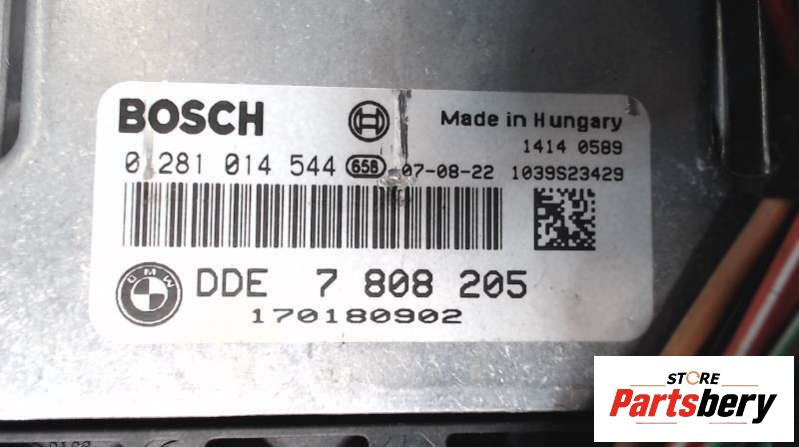 BOSCH
Made in Hungary
1414 0589
0 281 014 544 658 07-08-22 1039S23429
BMW DDE 7 808 205
170180902
STORE
Partsbery